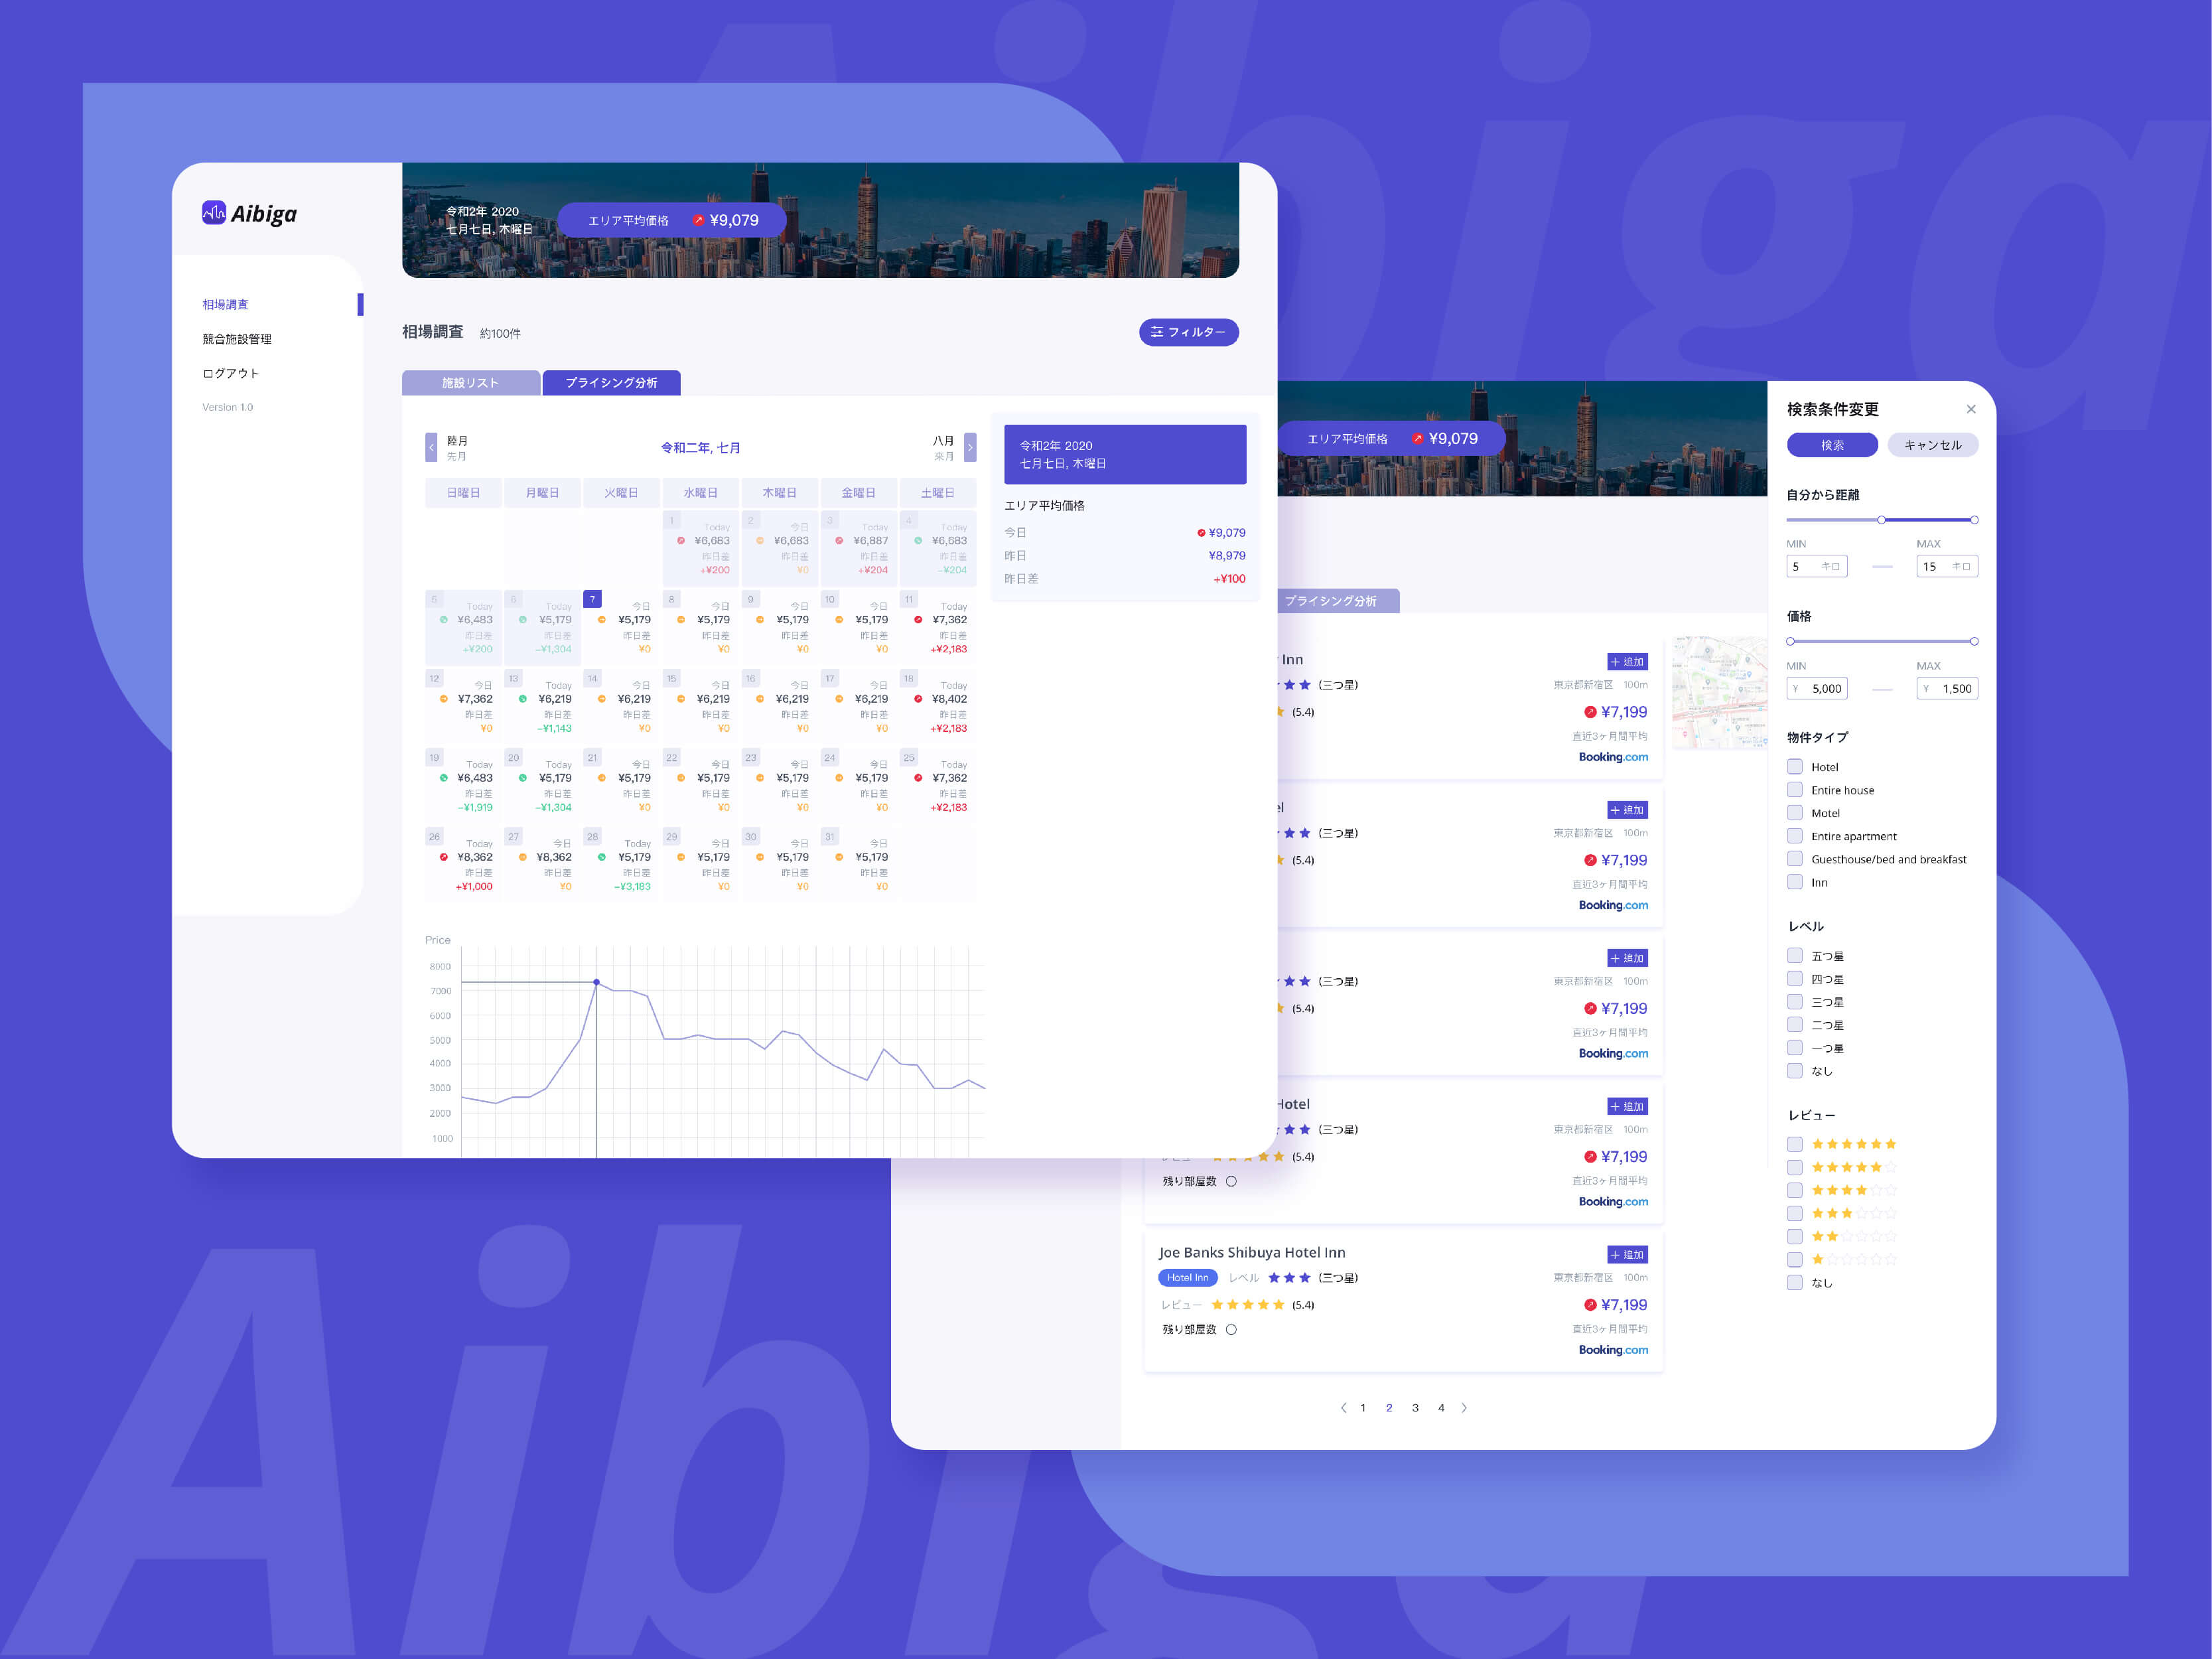 Aibiga
Aibiga
Aibiga
令和2年 2020
七月七日, 木曜日
エリア平均価格 ¥9,079
相場調査
競合施設管理
ログアウト
Version 1.0
相場調査 約100件
フィルター
施設リスト プライシング分析
陸月
先月
令和二年, 七月
八月
来月
日曜日 月曜日 火曜日 水曜日 木曜日 金曜日 土曜日
1 2 3 4
Today 今日 Today Today
¥6,683 ¥6,683 ¥6,887 ¥6,683
昨日差 昨日差 昨日差 昨日差
+¥200 ¥0 +¥204 −¥204
5 6 7 8 9 10 11
Today Today 今日 今日 今日 今日 Today
¥6,483 ¥5,179 ¥5,179 ¥5,179 ¥5,179 ¥5,179 ¥7,362
昨日差 昨日差 昨日差 昨日差 昨日差 昨日差 昨日差
+¥200 −¥1,304 ¥0 ¥0 ¥0 ¥0 +¥2,183
12 13 14 15 16 17 18
今日 Today 今日 今日 今日 今日 Today
¥7,362 ¥6,219 ¥6,219 ¥6,219 ¥6,219 ¥6,219 ¥8,402
昨日差 昨日差 昨日差 昨日差 昨日差 昨日差 昨日差
¥0 −¥1,143 ¥0 ¥0 ¥0 ¥0 +¥2,183
19 20 21 22 23 24 25
Today Today 今日 今日 今日 今日 Today
¥6,483 ¥5,179 ¥5,179 ¥5,179 ¥5,179 ¥5,179 ¥7,362
昨日差 昨日差 昨日差 昨日差 昨日差 昨日差 昨日差
−¥1,919 −¥1,304 ¥0 ¥0 ¥0 ¥0 +¥2,183
26 27 28 29 30 31
Today 今日 Today 今日 今日 今日
¥8,362 ¥8,362 ¥5,179 ¥5,179 ¥5,179 ¥5,179
昨日差 昨日差 昨日差 昨日差 昨日差 昨日差
+¥1,000 ¥0 −¥3,183 ¥0 ¥0 ¥0
令和2年 2020
七月七日, 木曜日
エリア平均価格
今日 ¥9,079
昨日 ¥8,979
昨日差 +¥100
Price
8000
7000
6000
5000
4000
3000
2000
1000
エリア平均価格 ¥9,079
プライシング分析
Inn
+ 追加
(三つ星) 東京都新宿区 100m
(5.4) ¥7,199
直近3ヶ月間平均
Booking.com
el
+ 追加
(三つ星) 東京都新宿区 100m
(5.4) ¥7,199
直近3ヶ月間平均
Booking.com
+ 追加
(三つ星) 東京都新宿区 100m
(5.4) ¥7,199
直近3ヶ月間平均
Booking.com
Hotel
+ 追加
(三つ星) 東京都新宿区 100m
レビュー (5.4) ¥7,199
残り部屋数 直近3ヶ月間平均
Booking.com
Joe Banks Shibuya Hotel Inn
+ 追加
Hotel Inn レベル (三つ星) 東京都新宿区 100m
レビュー (5.4) ¥7,199
残り部屋数 直近3ヶ月間平均
Booking.com
1 2 3 4
検索条件変更
検索 キャンセル
自分から距離
MIN MAX
5 キロ 15 キロ
価格
MIN MAX
¥ 5,000 ¥ 1,500
物件タイプ
Hotel
Entire house
Motel
Entire apartment
Guesthouse/bed and breakfast
Inn
レベル
五つ星
四つ星
三つ星
二つ星
一つ星
なし
レビュー
なし